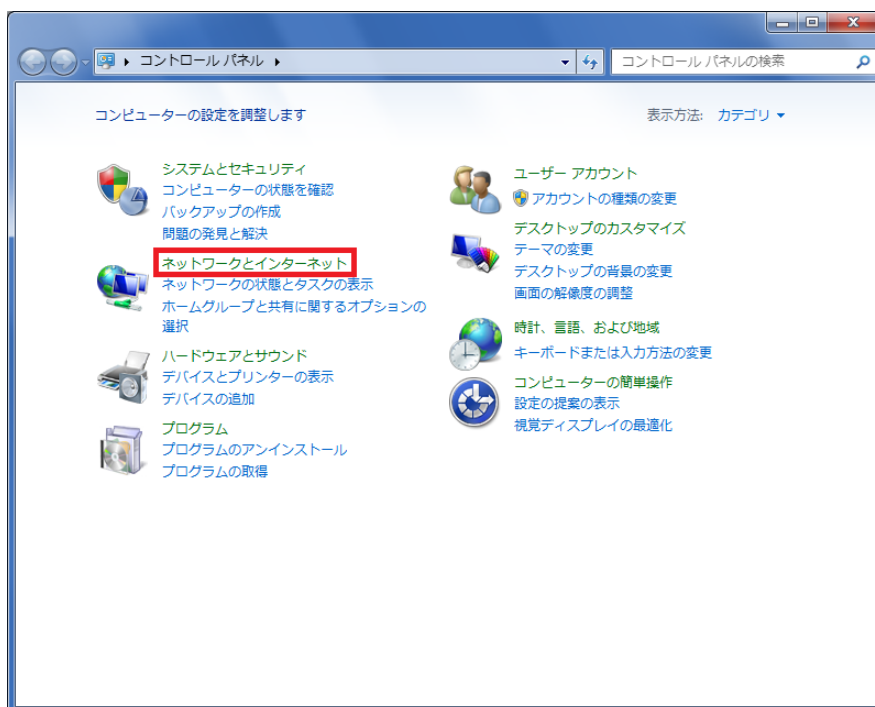 コントロール パネル
コントロール パネルの検索
コンピューターの設定を調整します
表示方法: カテゴリ
システムとセキュリティ
コンピューターの状態を確認
バックアップの作成
問題の発見と解決
ネットワークとインターネット
ネットワークの状態とタスクの表示
ホームグループと共有に関するオプションの
選択
ハードウェアとサウンド
デバイスとプリンターの表示
デバイスの追加
プログラム
プログラムのアンインストール
プログラムの取得
ユーザー アカウント
アカウントの種類の変更
デスクトップのカスタマイズ
テーマの変更
デスクトップの背景の変更
画面の解像度の調整
時計、言語、および地域
キーボードまたは入力方法の変更
コンピューターの簡単操作
設定の提案の表示
視覚ディスプレイの最適化